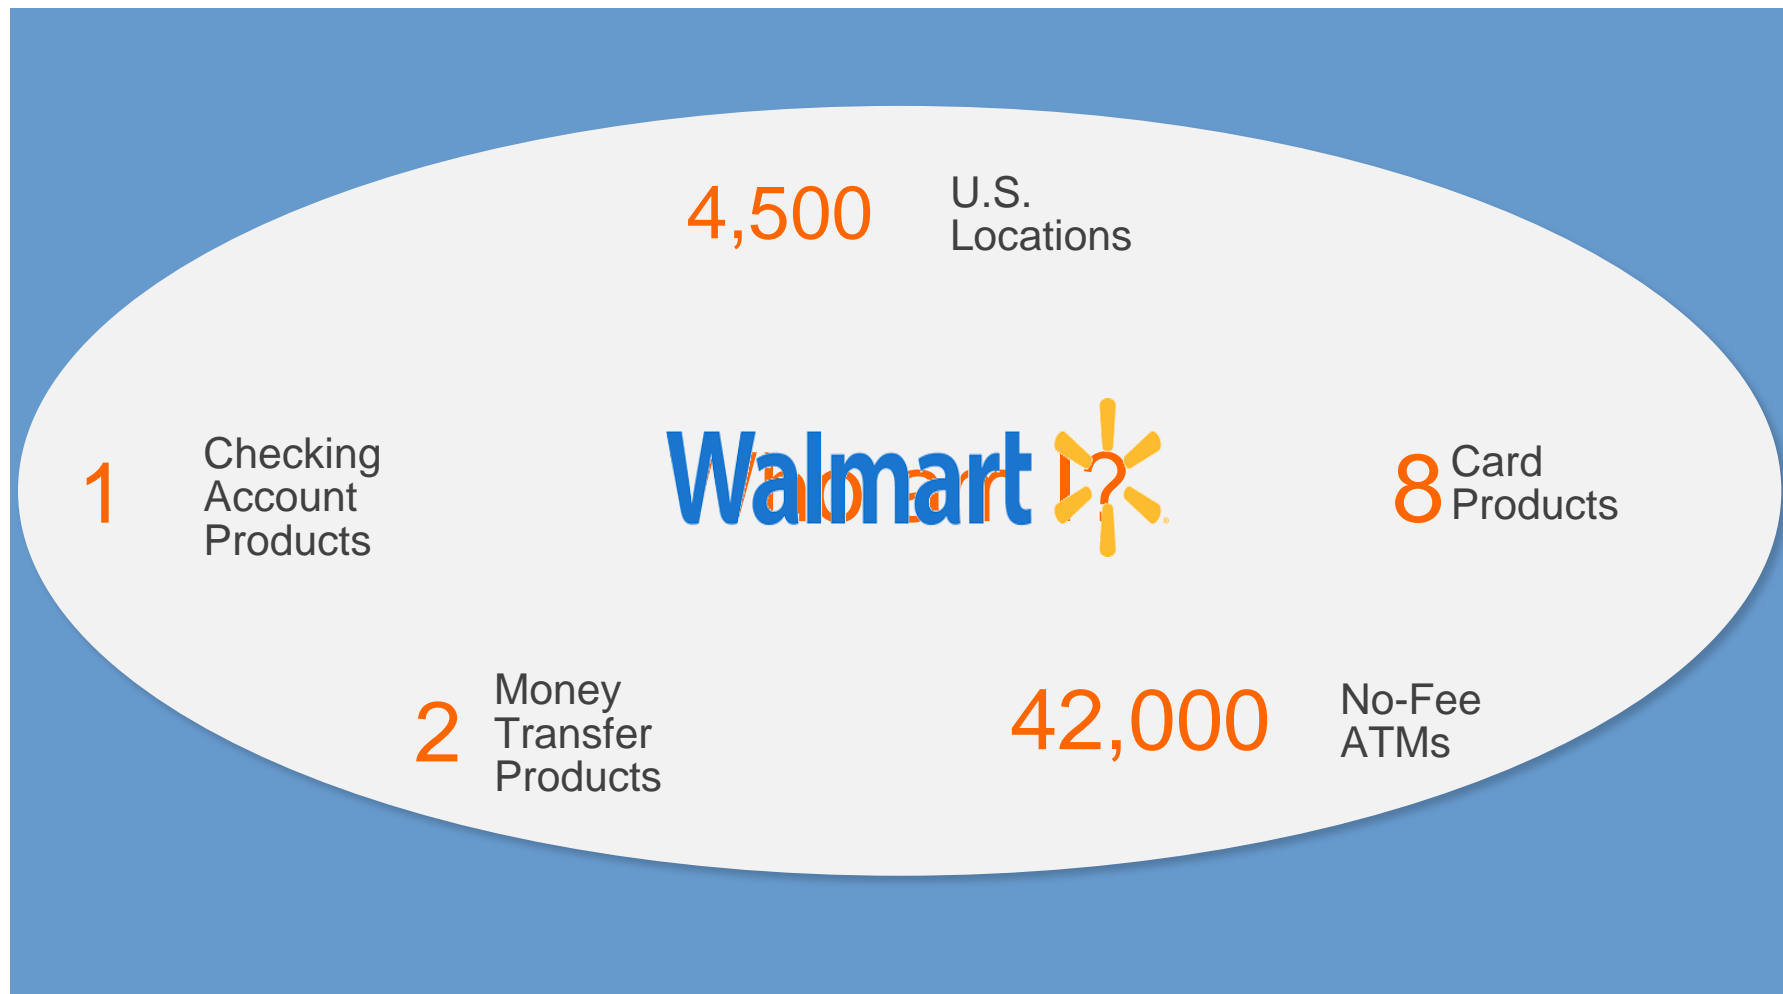 4,500
U.S.
Locations
1
Checking
Account
Products
Walmart
8
Card
Products
2
Money
Transfer
Products
42,000
No-Fee
ATMs